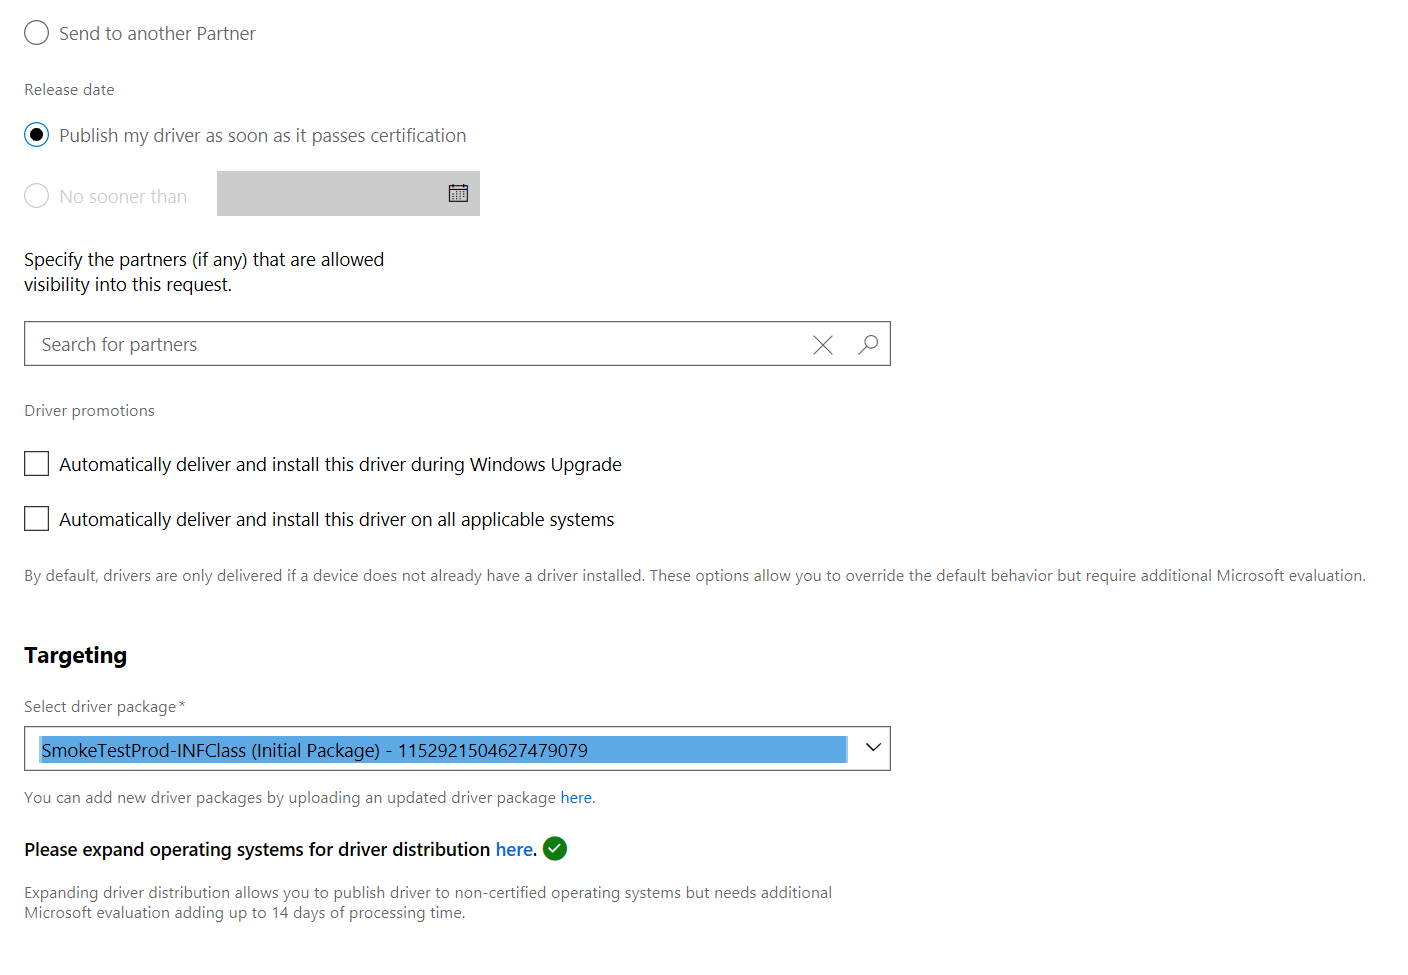 Send to another Partner
Release date
Publish my driver as soon as it passes certification
No sooner than
Specify the partners (if any) that are allowed
visibility into this request.
Search for partners
Driver promotions
Automatically deliver and install this driver during Windows Upgrade
Automatically deliver and install this driver on all applicable systems
By default, drivers are only delivered if a device does not already have a driver installed. These options allow you to override the default behavior but require additional Microsoft evaluation.
Targeting
Select driver package*
SmokeTestProd-INFClass (Initial Package) - 1152921504627479079
You can add new driver packages by uploading an updated driver package here.
Please expand operating systems for driver distribution here.
Expanding driver distribution allows you to publish driver to non-certified operating systems but needs additional
Microsoft evaluation adding up to 14 days of processing time.